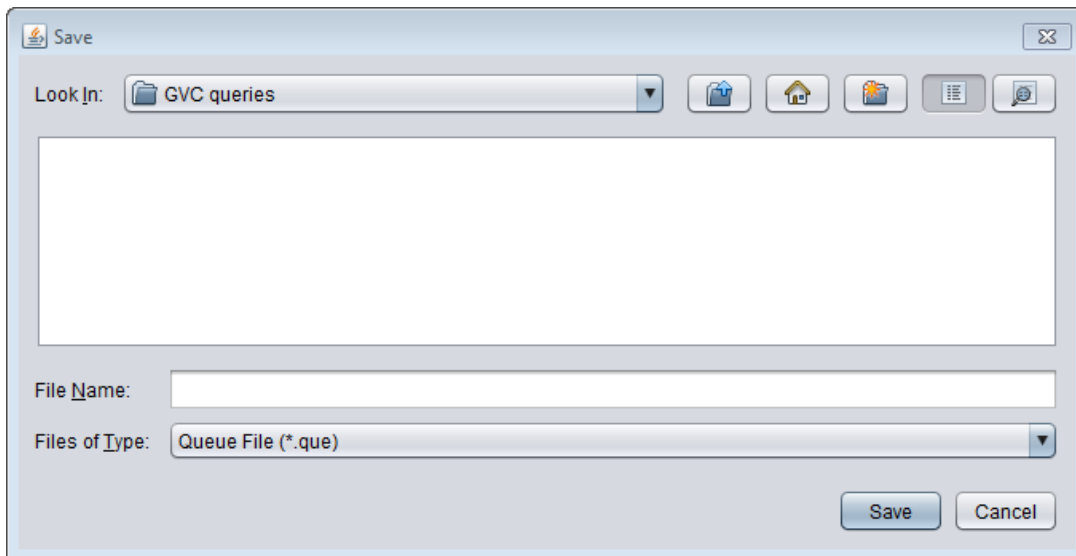 Save
Look In: GVC queries
File Name:
Files of Type: Queue File (*.que)
Save Cancel